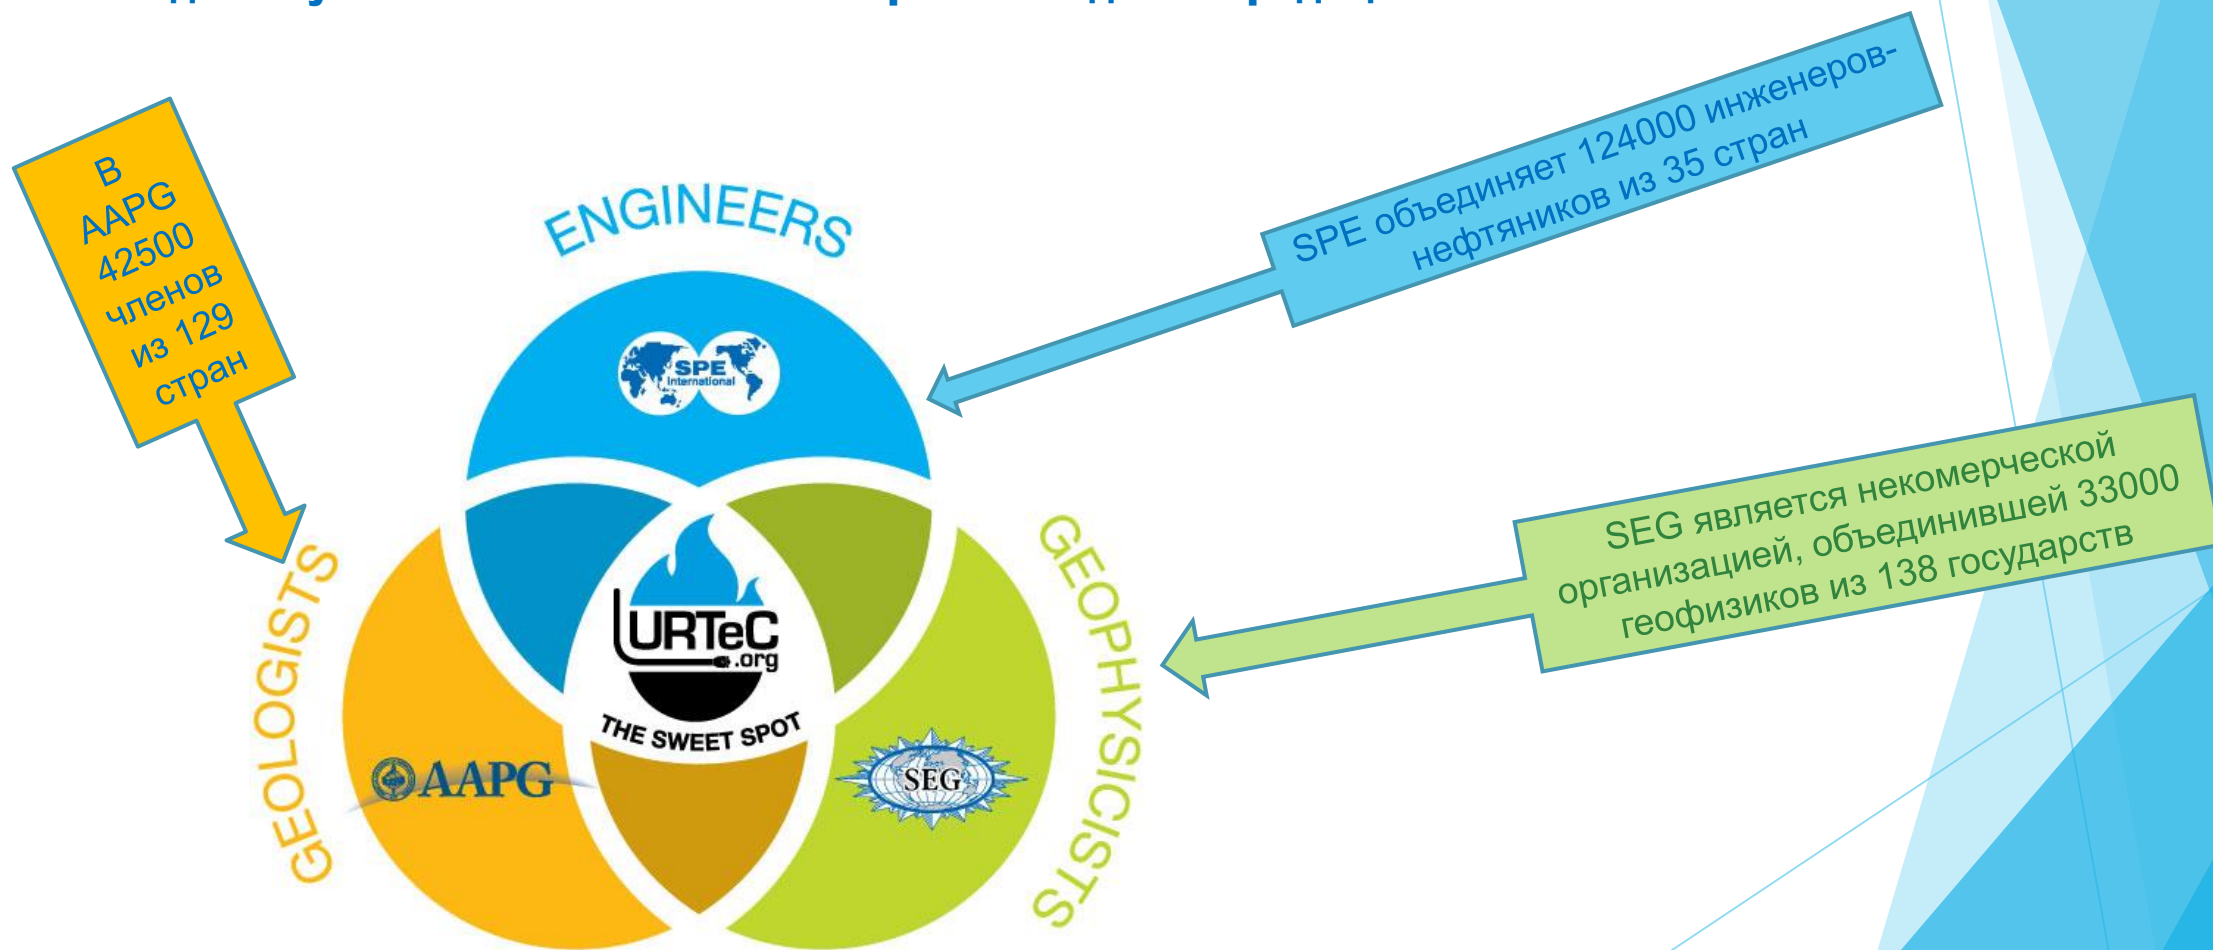 В
AAPG
42500
членов
из 129
стран
SPE объединяет 124000 инженеров-
нефтяников из 35 стран
ENGINEERS
SPE
International
SEG является некомерческой
организацией, объединившей 33000
геофизиков из 138 государств
GEOLOGISTS
GEOPHYSICISTS
URTeC
.org
THE SWEET SPOT
AAPG
SEG